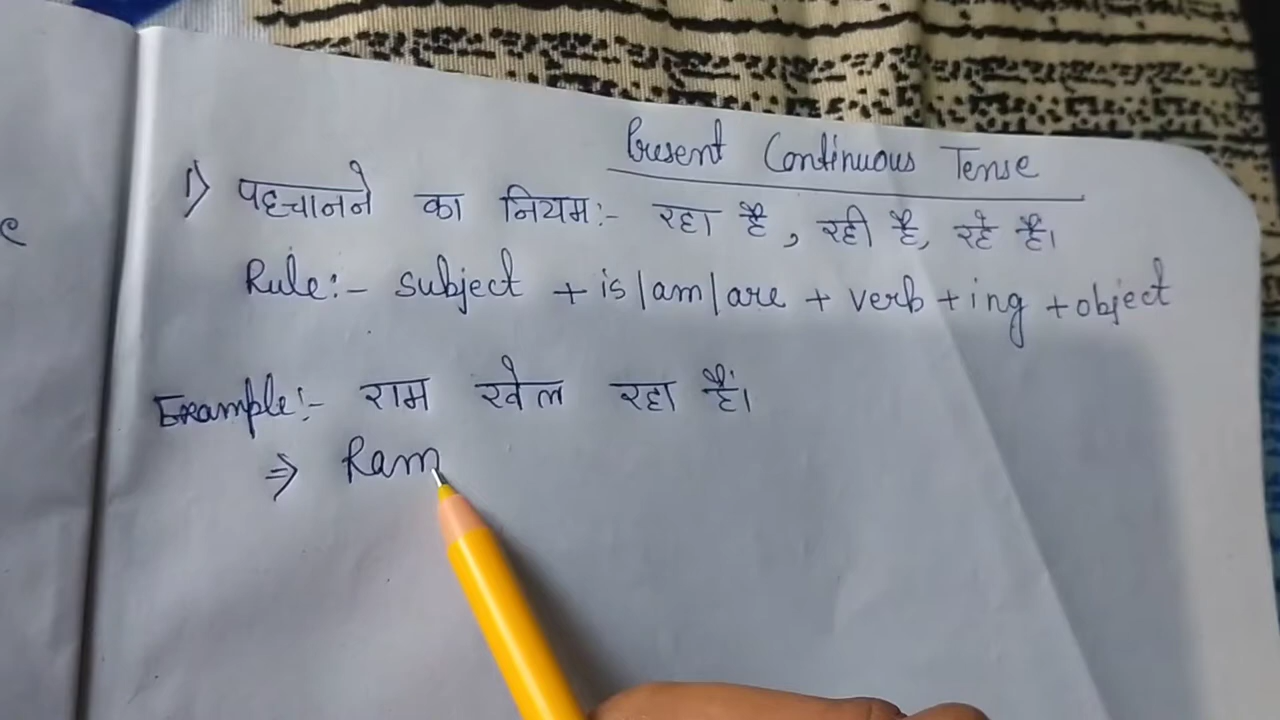 Present Continuous Tense
1) पहचानने का नियम:- रहा है, रही है, रहे है।
Rule:- subject + is/am/are + verb + ing + object
Example:- राम खेल रहा हैं।
⇒ Ram